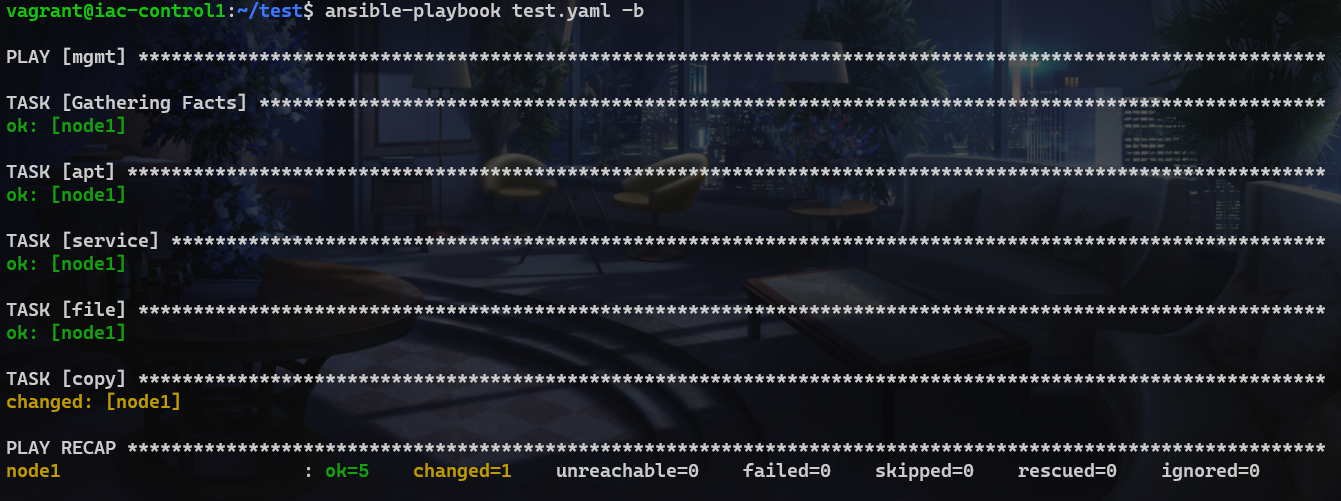 vagrant@iac-control1:~/test$ ansible-playbook test.yaml -b
PLAY [mgmt] ************************************************************************************************************
TASK [Gathering Facts] *************************************************************************************************
ok: [node1]
TASK [apt] *************************************************************************************************************
ok: [node1]
TASK [service] *********************************************************************************************************
ok: [node1]
TASK [file] ************************************************************************************************************
ok: [node1]
TASK [copy] ************************************************************************************************************
changed: [node1]
PLAY RECAP *************************************************************************************************************
node1                      : ok=5    changed=1    unreachable=0    failed=0    skipped=0    rescued=0    ignored=0